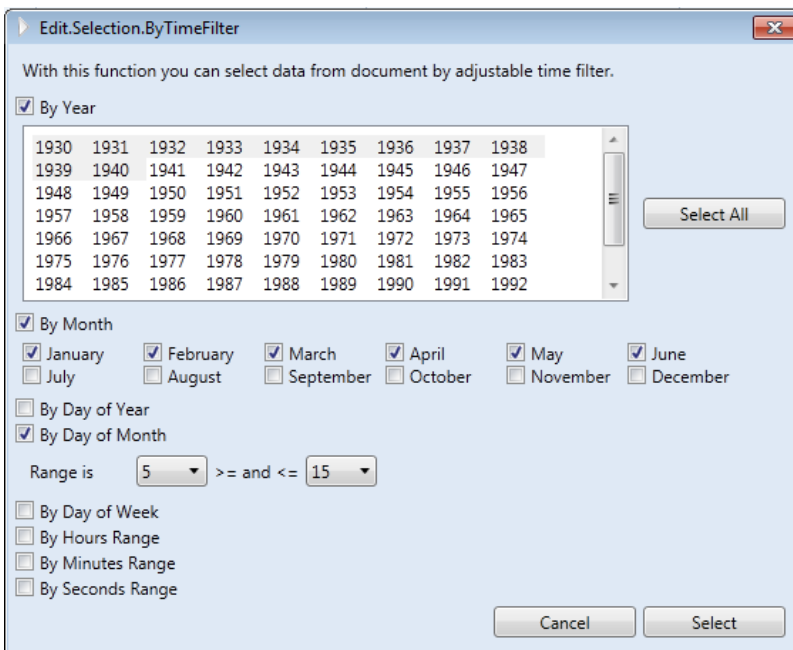 Edit.Selection.ByTimeFilter
With this function you can select data from document by adjustable time filter.
By Year
1930 1931 1932 1933 1934 1935 1936 1937 1938
1939 1940 1941 1942 1943 1944 1945 1946 1947
1948 1949 1950 1951 1952 1953 1954 1955 1956
1957 1958 1959 1960 1961 1962 1963 1964 1965
1966 1967 1968 1969 1970 1971 1972 1973 1974
1975 1976 1977 1978 1979 1980 1981 1982 1983
1984 1985 1986 1987 1988 1989 1990 1991 1992
Select All
By Month
January February March April May June
July August September October November December
By Day of Year
By Day of Month
Range is 5 >= and <= 15
By Day of Week
By Hours Range
By Minutes Range
By Seconds Range
Cancel Select